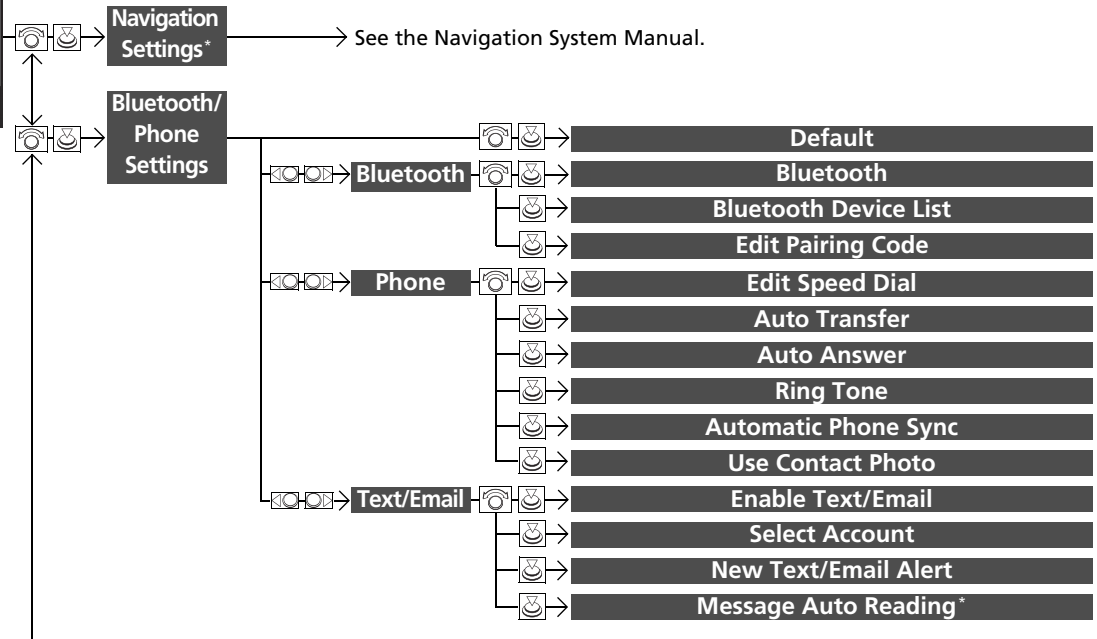 Navigation
Settings*
See the Navigation System Manual.
Bluetooth/
Phone
Settings
Default
Bluetooth
Bluetooth
Bluetooth Device List
Edit Pairing Code
Phone
Edit Speed Dial
Auto Transfer
Auto Answer
Ring Tone
Automatic Phone Sync
Use Contact Photo
Text/Email
Enable Text/Email
Select Account
New Text/Email Alert
Message Auto Reading*